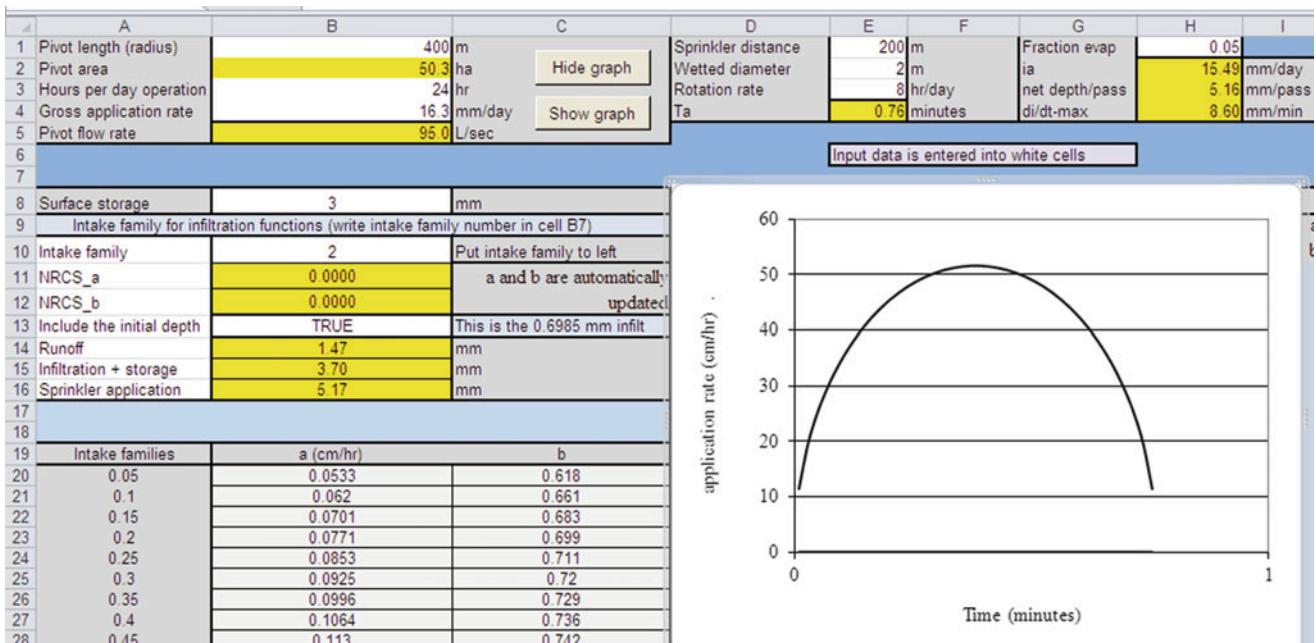 A B C D E F G H I
1 Pivot length (radius) 400 m Sprinkler distance 200 m Fraction evap 0.05
2 Pivot area 50.3 ha Hide graph Wetted diameter 2 m ia 15.49 mm/day
3 Hours per day operation 24 hr Rotation rate 8 hr/day net depth/pass 5.16 mm/pass
4 Gross application rate 16.3 mm/day Show graph Ta 0.76 minutes di/dt-max 8.60 mm/min
5 Pivot flow rate 95.0 L/sec
6 Input data is entered into white cells
7
8 Surface storage 3 mm
9 Intake family for infiltration functions (write intake family number in cell B7)
10 Intake family 2 Put intake family to left
11 NRCS_a 0.0000 a and b are automatically
12 NRCS_b 0.0000 updated
13 Include the initial depth TRUE This is the 0.6985 mm infilt
14 Runoff 1.47 mm
15 Infiltration + storage 3.70 mm
16 Sprinkler application 5.17 mm
17
18
19 Intake families a (cm/hr) b
20 0.05 0.0533 0.618
21 0.1 0.062 0.661
22 0.15 0.0701 0.683
23 0.2 0.0771 0.699
24 0.25 0.0853 0.711
25 0.3 0.0925 0.72
26 0.35 0.0996 0.729
27 0.4 0.1064 0.736
28 0.45 0.113 0.742
application rate (cm/hr) .
60
50
40
30
20
10
0
0 1
Time (minutes)